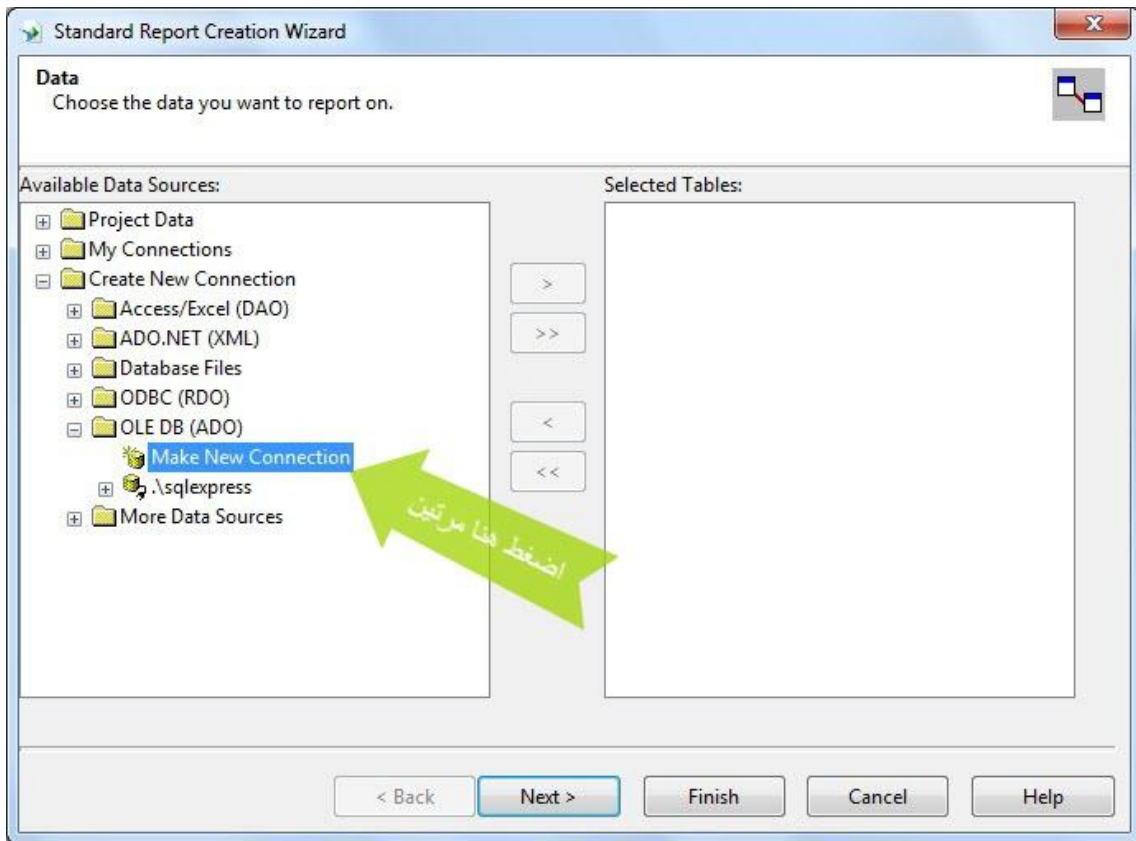 Standard Report Creation Wizard
Data
Choose the data you want to report on.
Available Data Sources:
Selected Tables:
Project Data
My Connections
Create New Connection
Access/Excel (DAO)
ADO.NET (XML)
Database Files
ODBC (RDO)
OLE DB (ADO)
Make New Connection
.\sqlexpress
More Data Sources
>
>>
<
<<
اضغط هنا مرتين
< Back
Next >
Finish
Cancel
Help